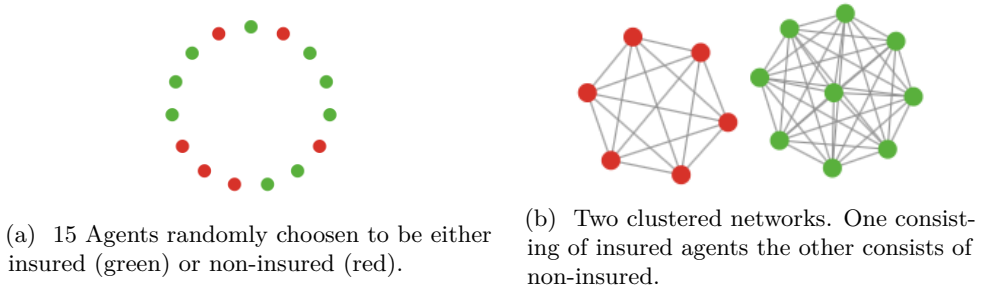 (a) 15 Agents randomly choosen to be either
insured (green) or non-insured (red).
(b) Two clustered networks. One consist-
ing of insured agents the other consists of
non-insured.